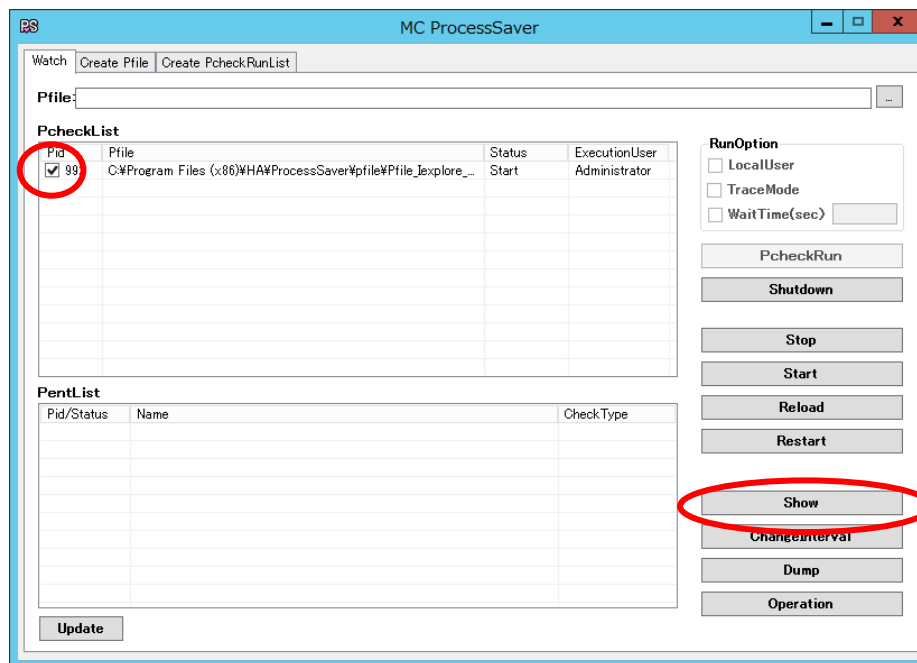 PS MC ProcessSaver
Watch Create Pfile Create PcheckRunList
Pfile: ...
PcheckList
Pid Pfile Status ExecutionUser
C:¥Program Files (x86)¥HA¥ProcessSaver¥pfile¥Pfile_Iexplore_... Start Administrator
RunOption
LocalUser
TraceMode
WaitTime(sec)
PcheckRun
Shutdown
Stop
Start
Reload
Restart
PentList
Pid/Status Name CheckType
Show
ChangeInterval
Dump
Operation
Update